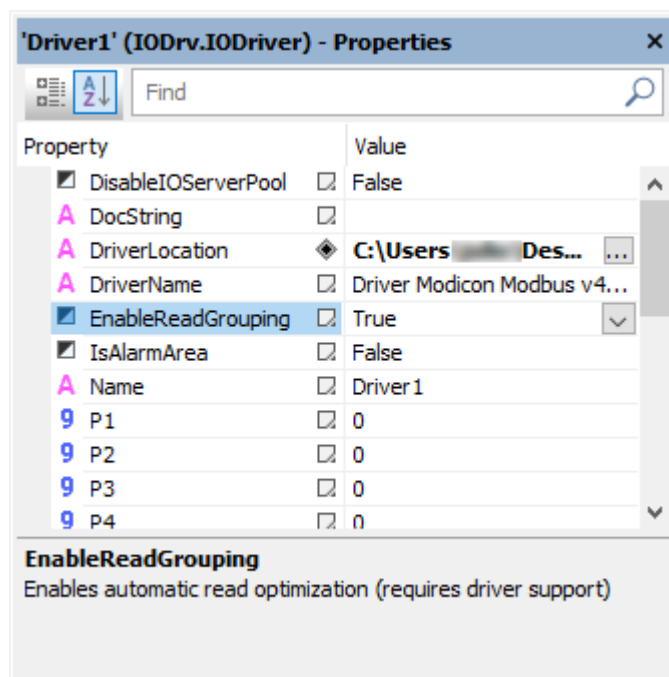 'Driver1' (IODrv.IODriver) - Properties
Find
Property Value
DisableIOServerPool False
DocString
DriverLocation C:\Users Des... ...
DriverName Driver Modicon Modbus v4...
EnableReadGrouping True
IsAlarmArea False
Name Driver1
P1 0
P2 0
P3 0
P4 0
EnableReadGrouping
Enables automatic read optimization (requires driver support)